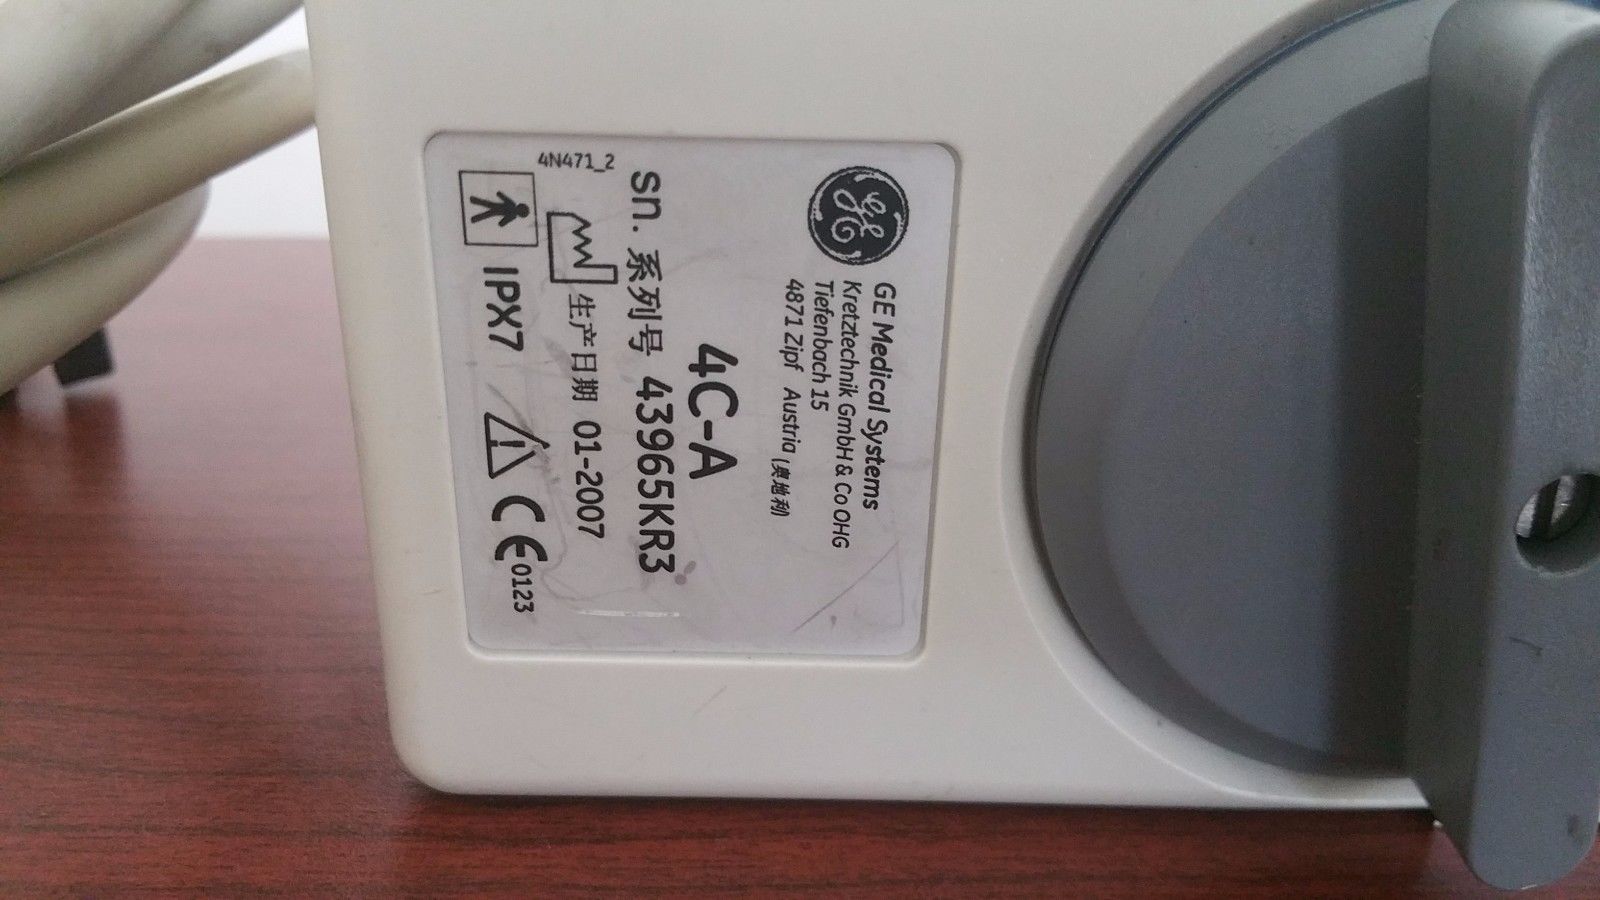 GE
GE Medical Systems
Kretztechnik GmbH & Co OHG
Tiefenbach 15
4871 Zipf Austria (奥地利)
4C-A
sn. 系列号 43965KR3
生产日期 01-2007
4N471_2
IPX7 CE 0123